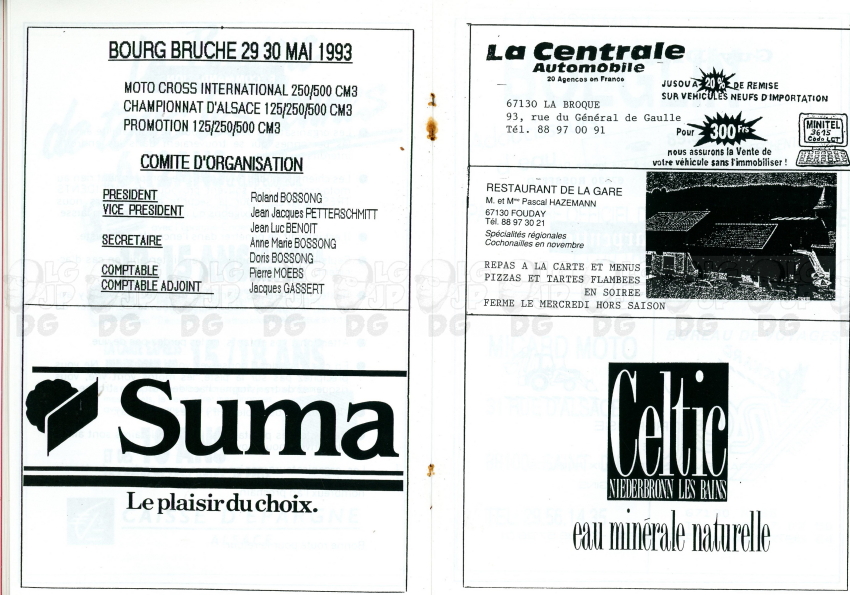 BOURG BRUCHE 29 30 MAI 1993
MOTO CROSS INTERNATIONAL 250/500 CM3
CHAMPIONNAT D'ALSACE 125/250/500 CM3
PROMOTION 125/250/500 CM3
COMITE D'ORGANISATION
PRESIDENT Roland BOSSONG
VICE PRESIDENT Jean Jacques PETTERSCHMITT
Jean Luc BENOIT
SECRETAIRE Anne Marie BOSSONG
Doris BOSSONG
COMPTABLE Pierre MOEBS
COMPTABLE ADJOINT Jacques GASSERT
Suma
Le plaisir du choix.
La Centrale
Automobile
20 Agences en France
67130 LA BROQUE
93, rue du Général de Gaulle
Tél. 88 97 00 91
JUSQU'A 20% DE REMISE
SUR VEHICULES NEUFS D'IMPORTATION
Pour 300 Frs
nous assurons la Vente de
votre véhicule sans l'immobiliser !
MINITEL
3615
Code LCT
RESTAURANT DE LA GARE
M. et Mme Pascal HAZEMANN
67130 FOUDAY
Tél. 88 97 30 21
Spécialités régionales
Cochonailles en novembre
REPAS A LA CARTE ET MENUS
PIZZAS ET TARTES FLAMBEES
EN SOIREE
FERME LE MERCREDI HORS SAISON
Celtic
NIEDERBRONN LES BAINS
eau minérale naturelle